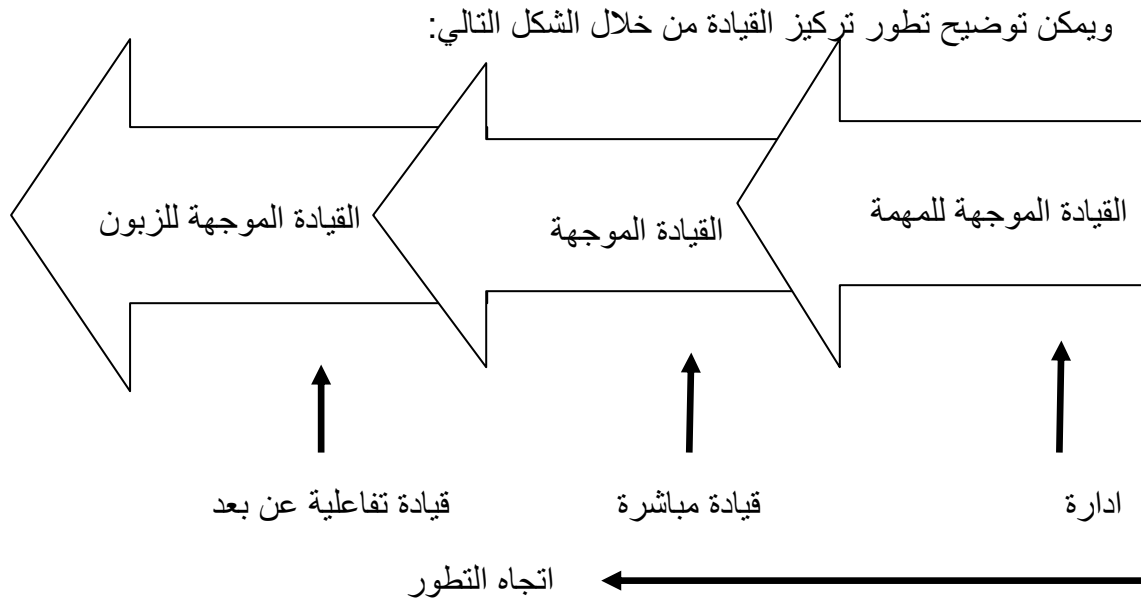 ويمكن توضيح تطور تركيز القيادة من خلال الشكل التالي:
القيادة الموجهة للمهمة
القيادة الموجهة
القيادة الموجهة للزبون
ادارة
قيادة مباشرة
قيادة تفاعلية عن بعد
اتجاه التطور